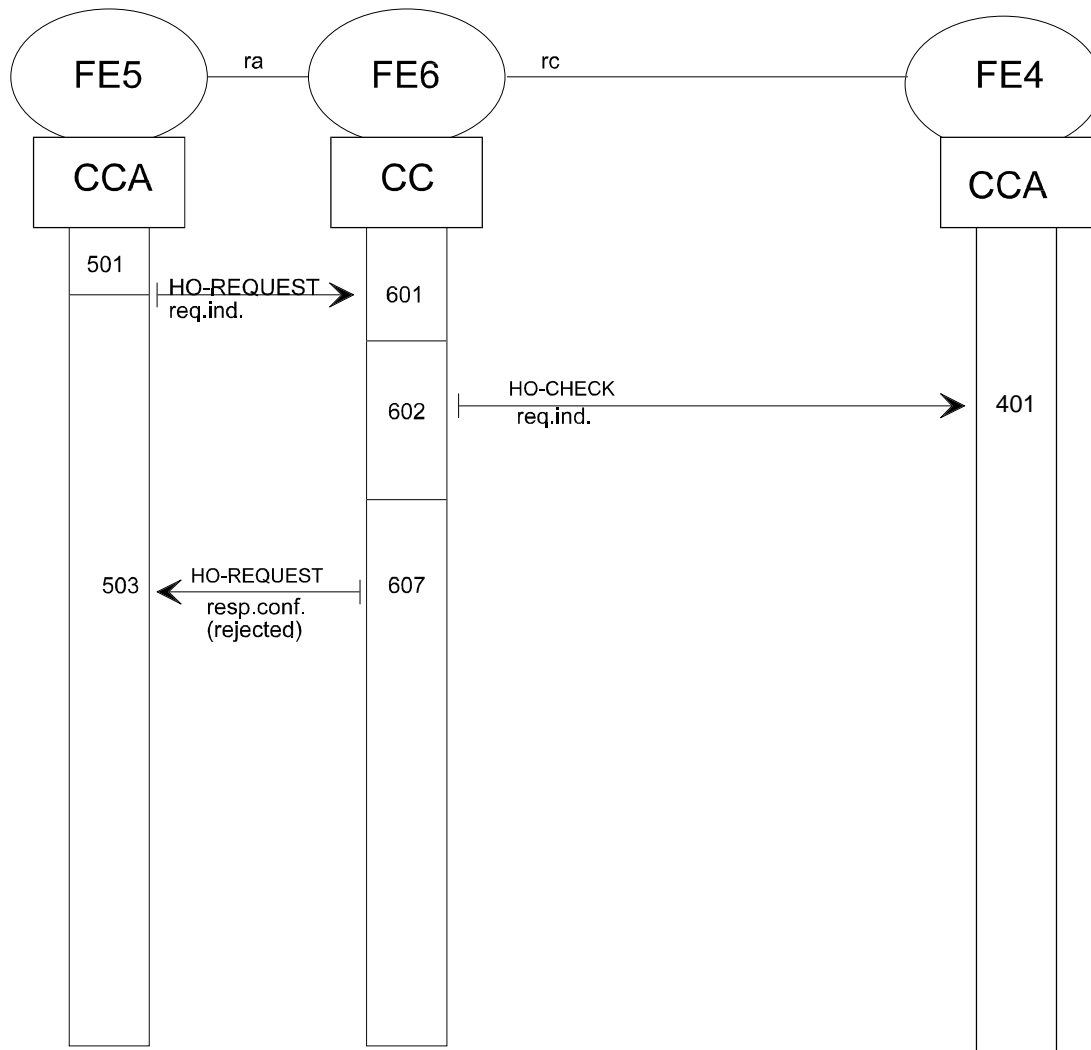 FE5
ra
FE6
rc
FE4
CCA
CC
CCA
501
HO-REQUEST
req.ind.
601
602
HO-CHECK
req.ind.
401
503
HO-REQUEST
resp.conf.
(rejected)
607